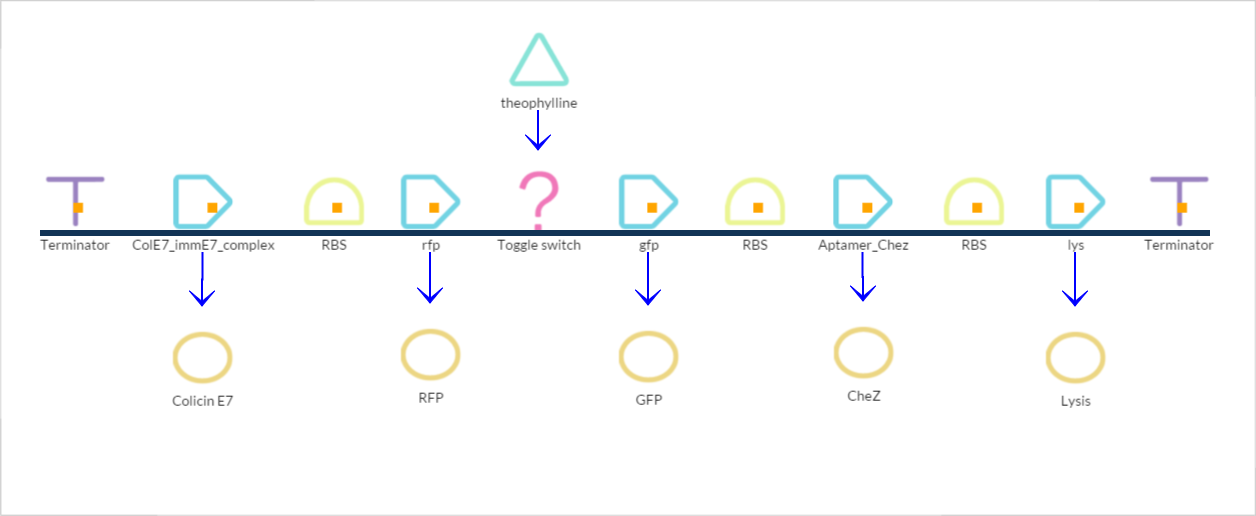 theophylline
Terminator ColE7_immE7_complex RBS rfp Toggle switch gfp RBS Aptamer_Chez RBS lys Terminator
Colicin E7 RFP GFP CheZ Lysis